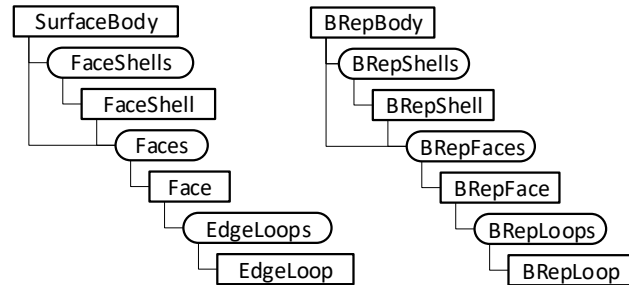 SurfaceBody
FaceShells
FaceShell
Faces
Face
EdgeLoops
EdgeLoop
BRepBody
BRepShells
BRepShell
BRepFaces
BRepFace
BRepLoops
BRepLoop